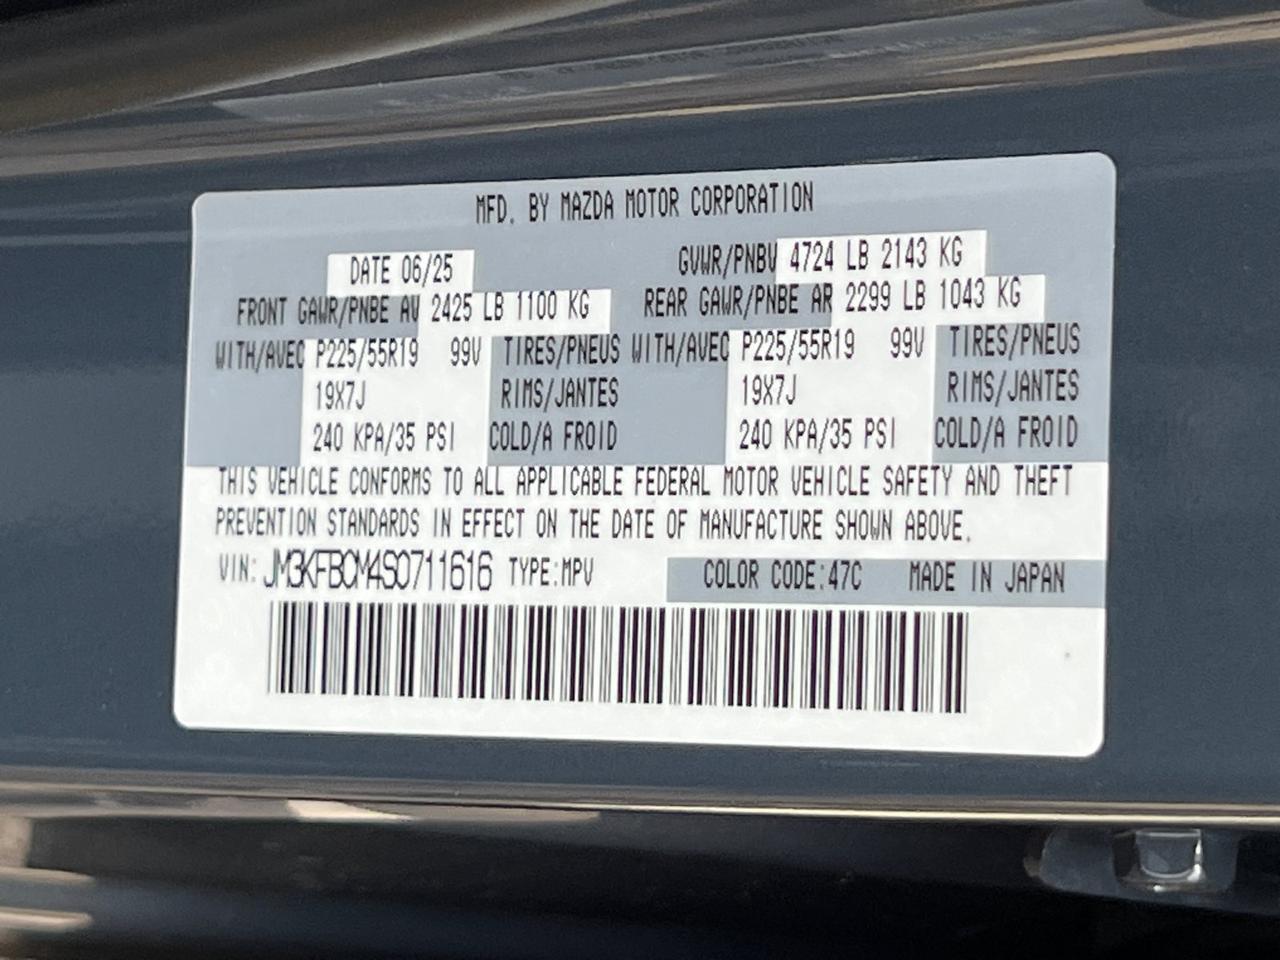 MFD. BY MAZDA MOTOR CORPORATION
DATE 06/25 GVWR/PNBV 4724 LB 2143 KG
FRONT GAWR/PNBE AV 2425 LB 1100 KG REAR GAWR/PNBE AR 2299 LB 1043 KG
WITH/AVEC P225/55R19 99V TIRES/PNEUS WITH/AVEC P225/55R19 99V TIRES/PNEUS
19X7J RIMS/JANTES 19X7J RIMS/JANTES
240 KPA/35 PSI COLD/A FROID 240 KPA/35 PSI COLD/A FROID
THIS VEHICLE CONFORMS TO ALL APPLICABLE FEDERAL MOTOR VEHICLE SAFETY AND THEFT
PREVENTION STANDARDS IN EFFECT ON THE DATE OF MANUFACTURE SHOWN ABOVE.
VIN: JM3KFBCM4S0711616 TYPE:MPV COLOR CODE:47C MADE IN JAPAN